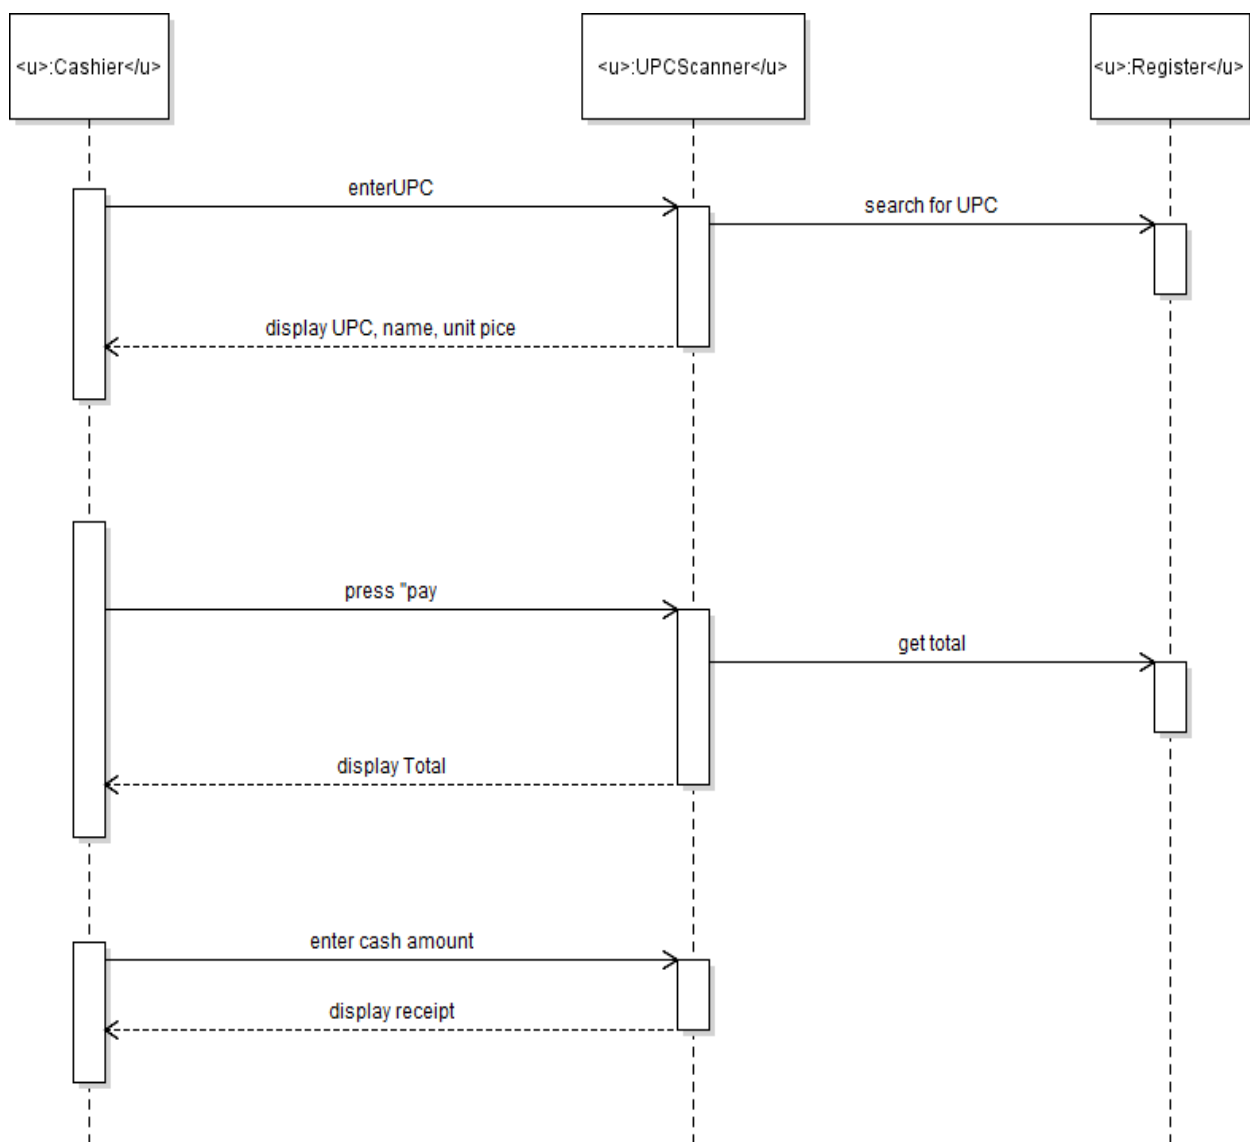 <u>:Cashier</u>
<u>:UPCScanner</u>
<u>:Register</u>
enterUPC
search for UPC
display UPC, name, unit pice
press "pay
get total
display Total
enter cash amount
display receipt